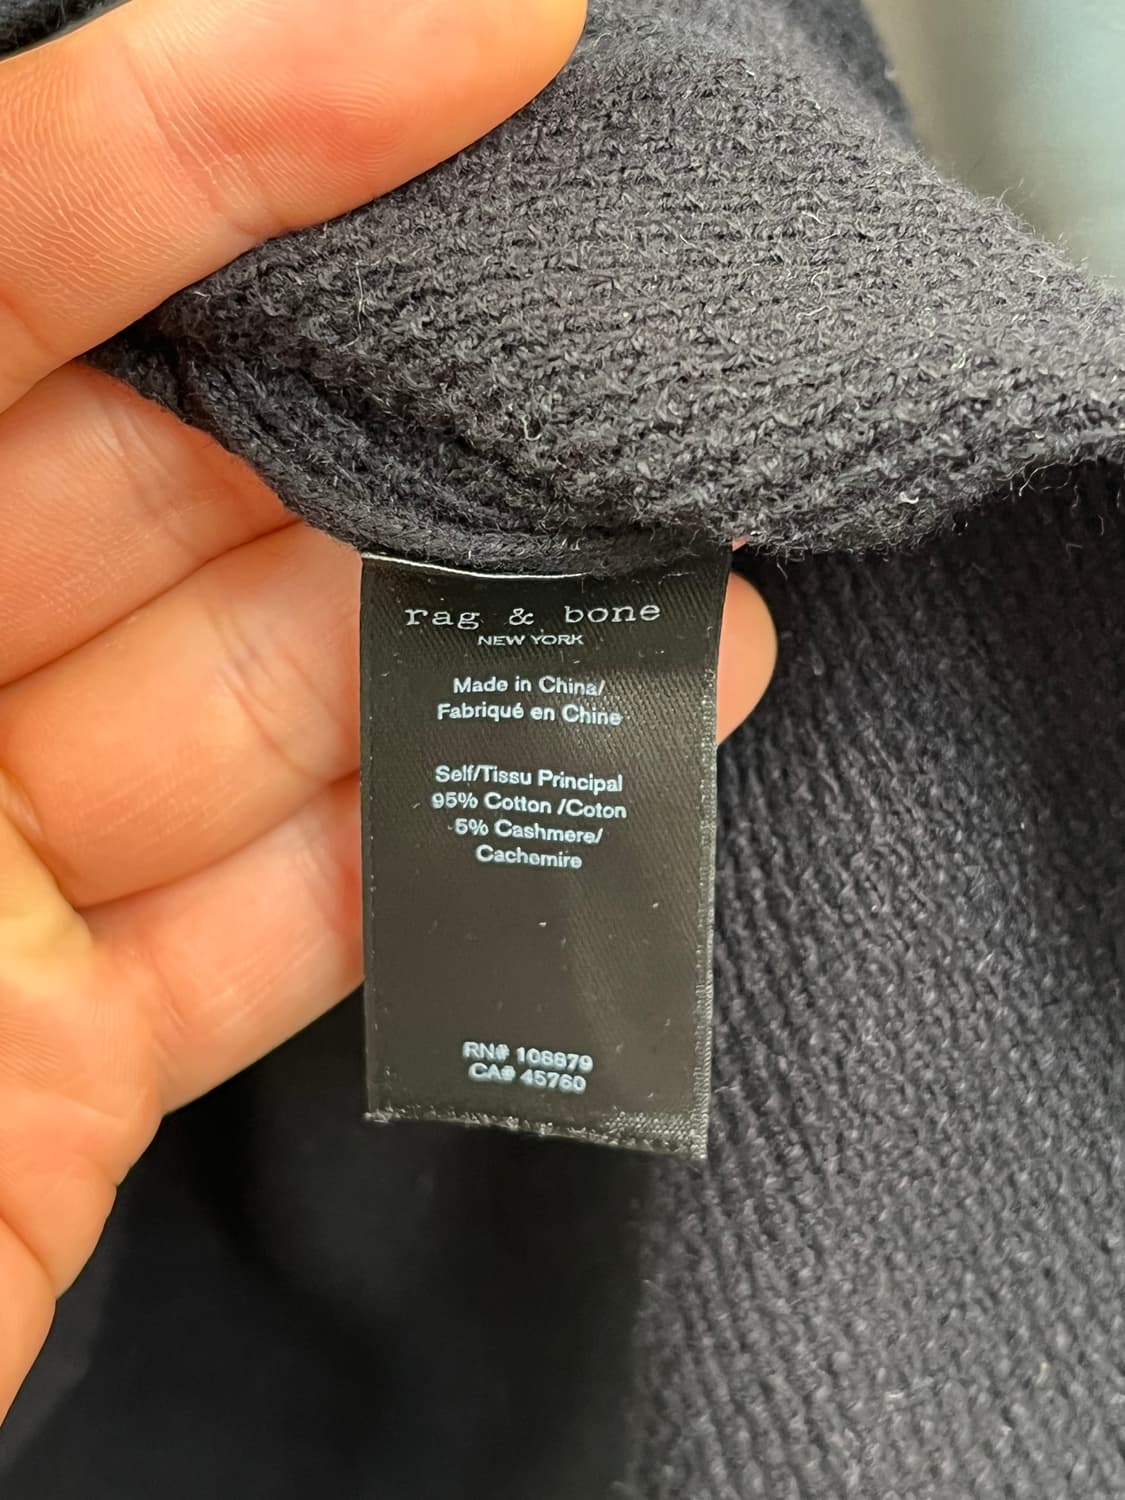 rag & bone
NEW YORK
Made in China/
Fabriqué en Chine
Self/Tissu Principal
95% Cotton /Coton
5% Cashmere/
Cachemire
RN# 108879
CA# 45760